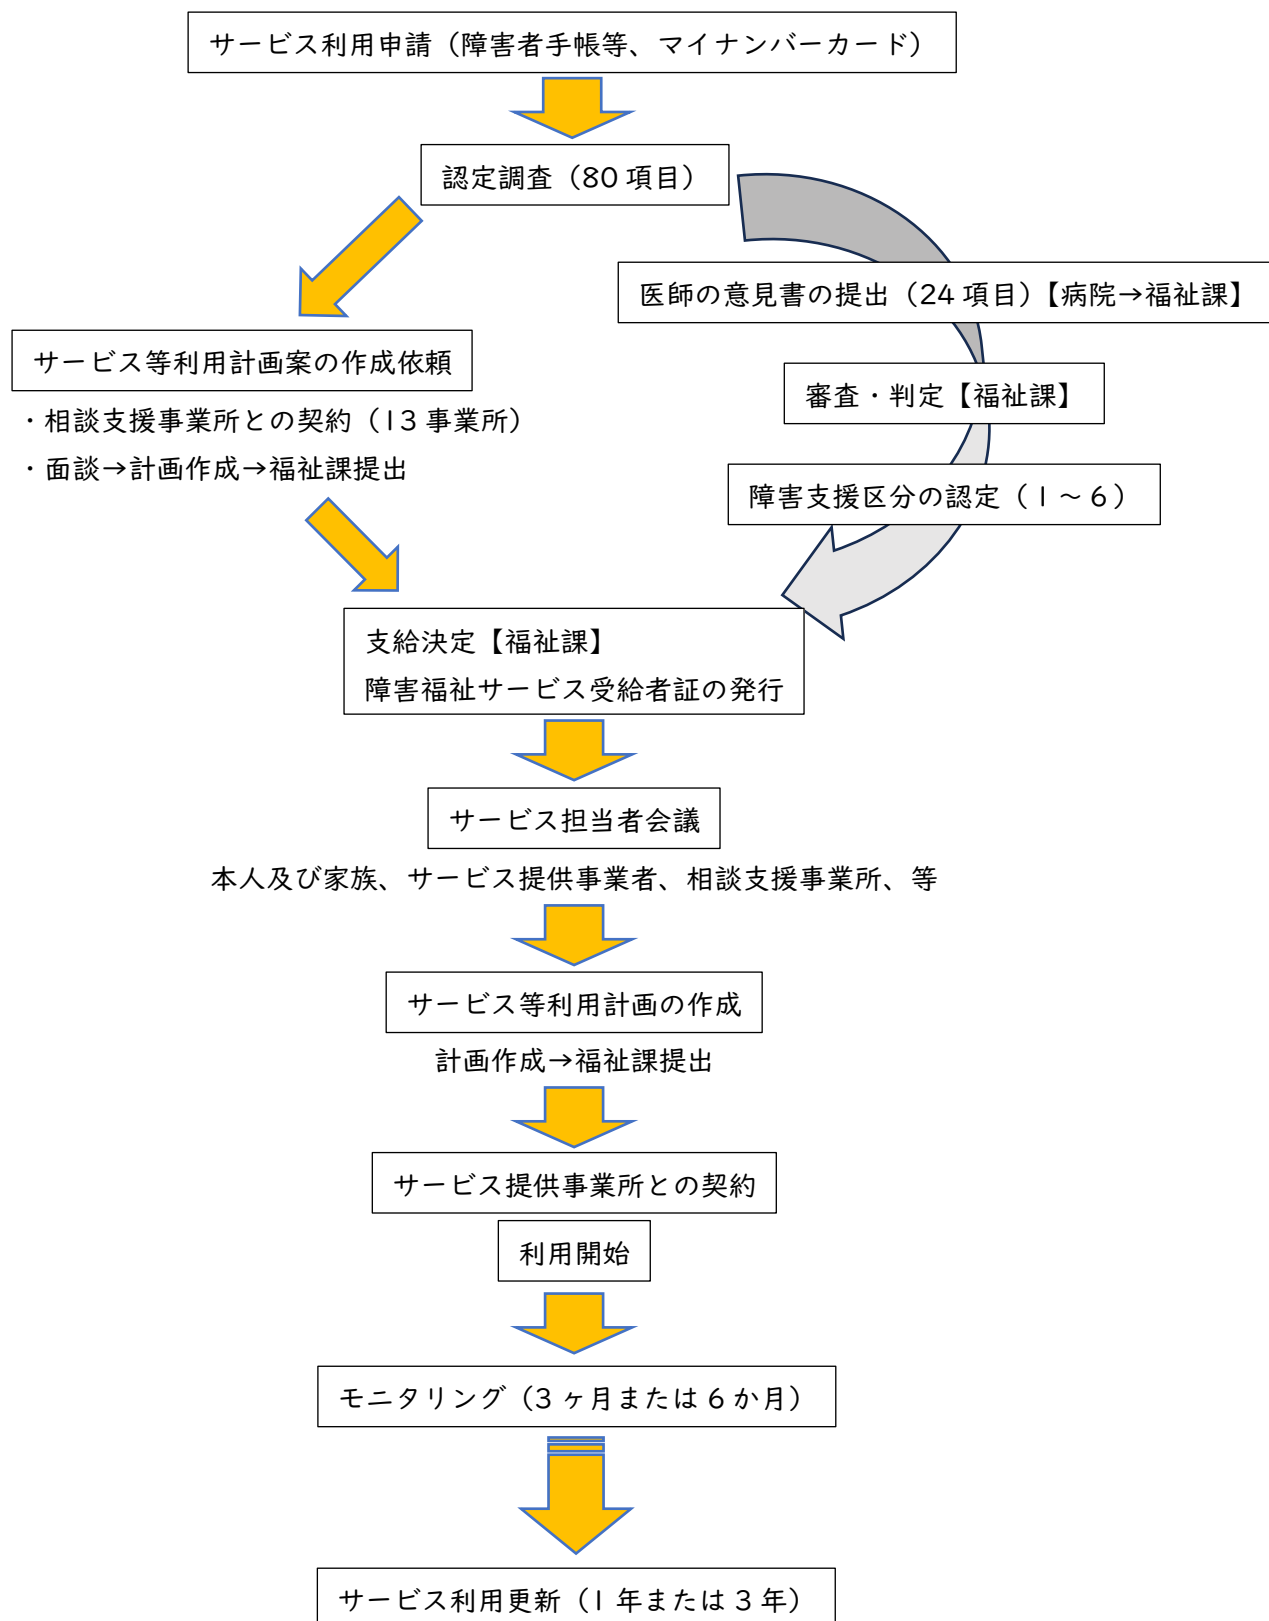 サービス利用申請（障害者手帳等、マイナンバーカード）
認定調査（80項目）
医師の意見書の提出（24項目）【病院→福祉課】
サービス等利用計画案の作成依頼
・相談支援事業所との契約（13事業所）
・面談→計画作成→福祉課提出
審査・判定【福祉課】
障害支援区分の認定（1～6）
支給決定【福祉課】
障害福祉サービス受給者証の発行
サービス担当者会議
本人及び家族、サービス提供事業者、相談支援事業所、等
サービス等利用計画の作成
計画作成→福祉課提出
サービス提供事業所との契約
利用開始
モニタリング（3ヶ月または6か月）
サービス利用更新（1年または3年）